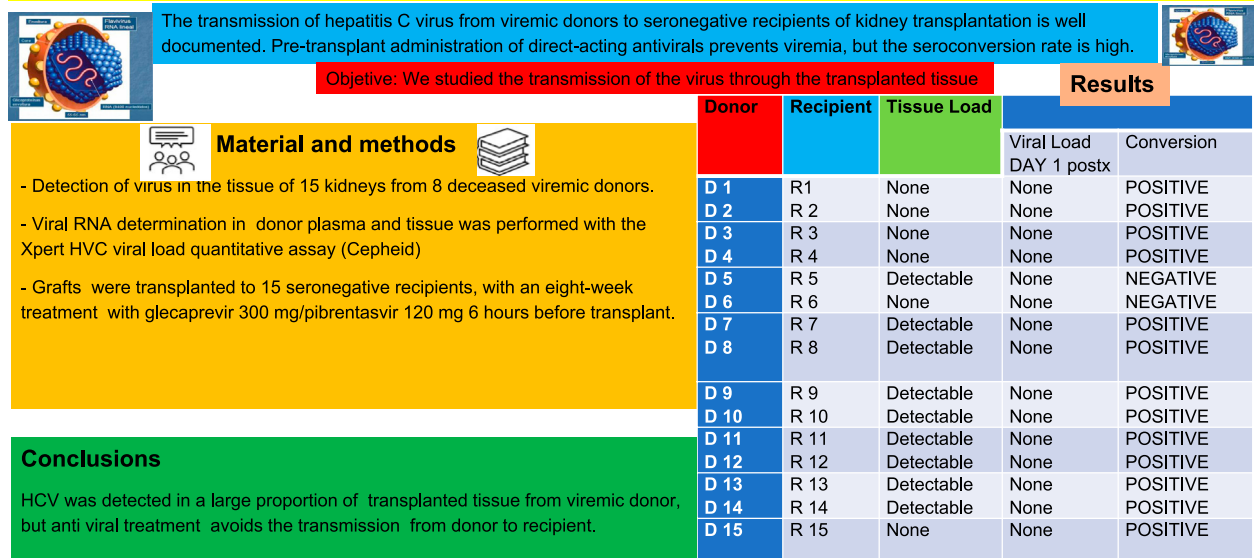 The transmission of hepatitis C virus from viremic donors to seronegative recipients of kidney transplantation is well
documented. Pre-transplant administration of direct-acting antivirals prevents viremia, but the seroconversion rate is high.
Objetive: We studied the transmission of the virus through the transplanted tissue
Material and methods
- Detection of virus in the tissue of 15 kidneys from 8 deceased viremic donors.
- Viral RNA determination in donor plasma and tissue was performed with the
Xpert HVC viral load quantitative assay (Cepheid)
- Grafts were transplanted to 15 seronegative recipients, with an eight-week
treatment with glecaprevir 300 mg/pibrentasvir 120 mg 6 hours before transplant.
Conclusions
HCV was detected in a large proportion of transplanted tissue from viremic donor,
but anti viral treatment avoids the transmission from donor to recipient.
Results
Donor Recipient Tissue Load
Viral Load Conversion
DAY 1 postx
D 1 R1 None None POSITIVE
D 2 R 2 None None POSITIVE
D 3 R 3 None None POSITIVE
D 4 R 4 None None POSITIVE
D 5 R 5 Detectable None NEGATIVE
D 6 R 6 None None NEGATIVE
D 7 R 7 Detectable None POSITIVE
D 8 R 8 Detectable None POSITIVE
D 9 R 9 Detectable None POSITIVE
D 10 R 10 Detectable None POSITIVE
D 11 R 11 Detectable None POSITIVE
D 12 R 12 Detectable None POSITIVE
D 13 R 13 Detectable None POSITIVE
D 14 R 14 Detectable None POSITIVE
D 15 R 15 None None POSITIVE
Envoltura
Flavivirus
RNA lineal